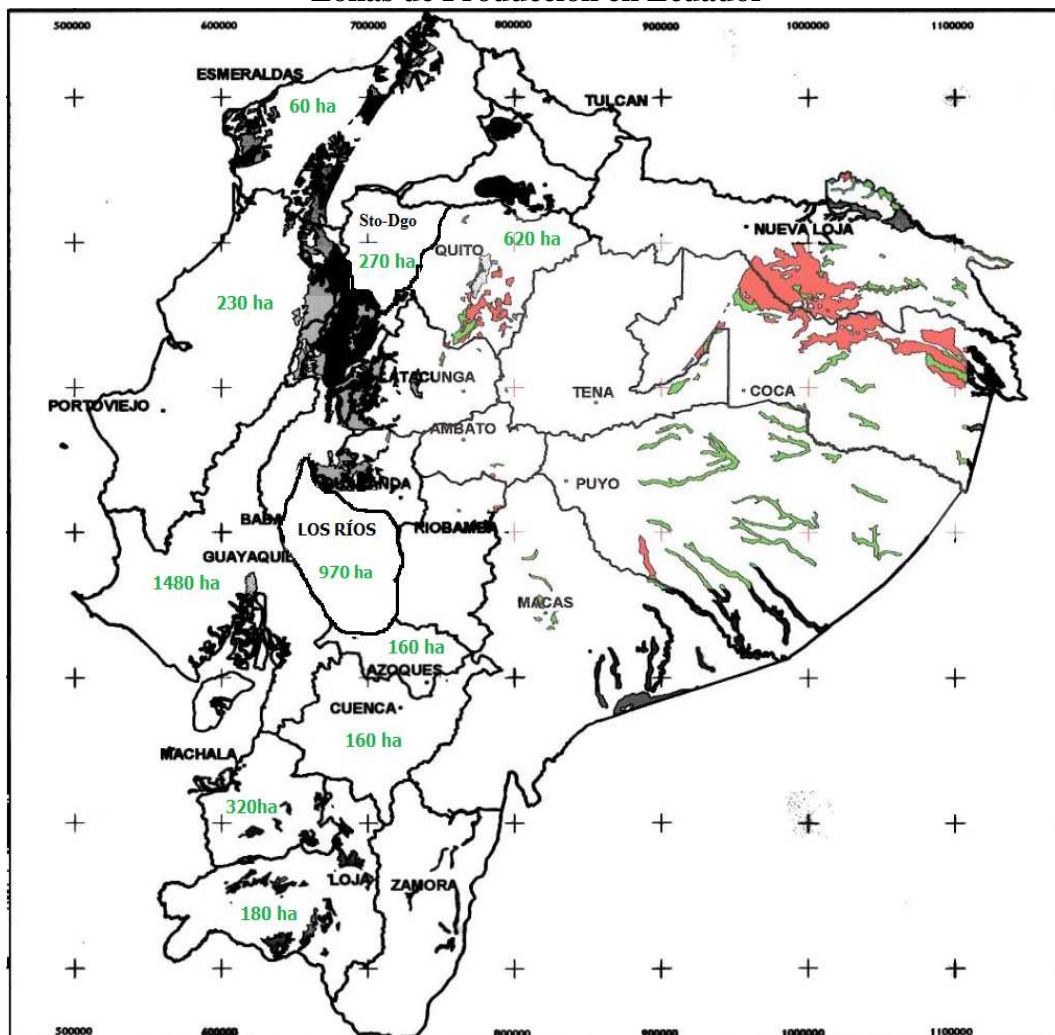 Zonas de Producción en Ecuador
500000 600000 700000 800000 900000 1000000 1100000
ESMERALDAS
60 ha
TULCAN
Sto-Dgo
270 ha
QUITO
620 ha
NUEVA LOJA
230 ha
LATACUNGA
TENA
COCA
PORTOVIEJO
AMBATO
PUYO
RIOBAMBA
LOS RÍOS
GUAYAQUIL
1480 ha
970 ha
MACAS
160 ha
AZOQUES
CUENCA
160 ha
MACHALA
320ha
LOJA
ZAMORA
180 ha
500000 600000 700000 800000 900000 1000000 1100000